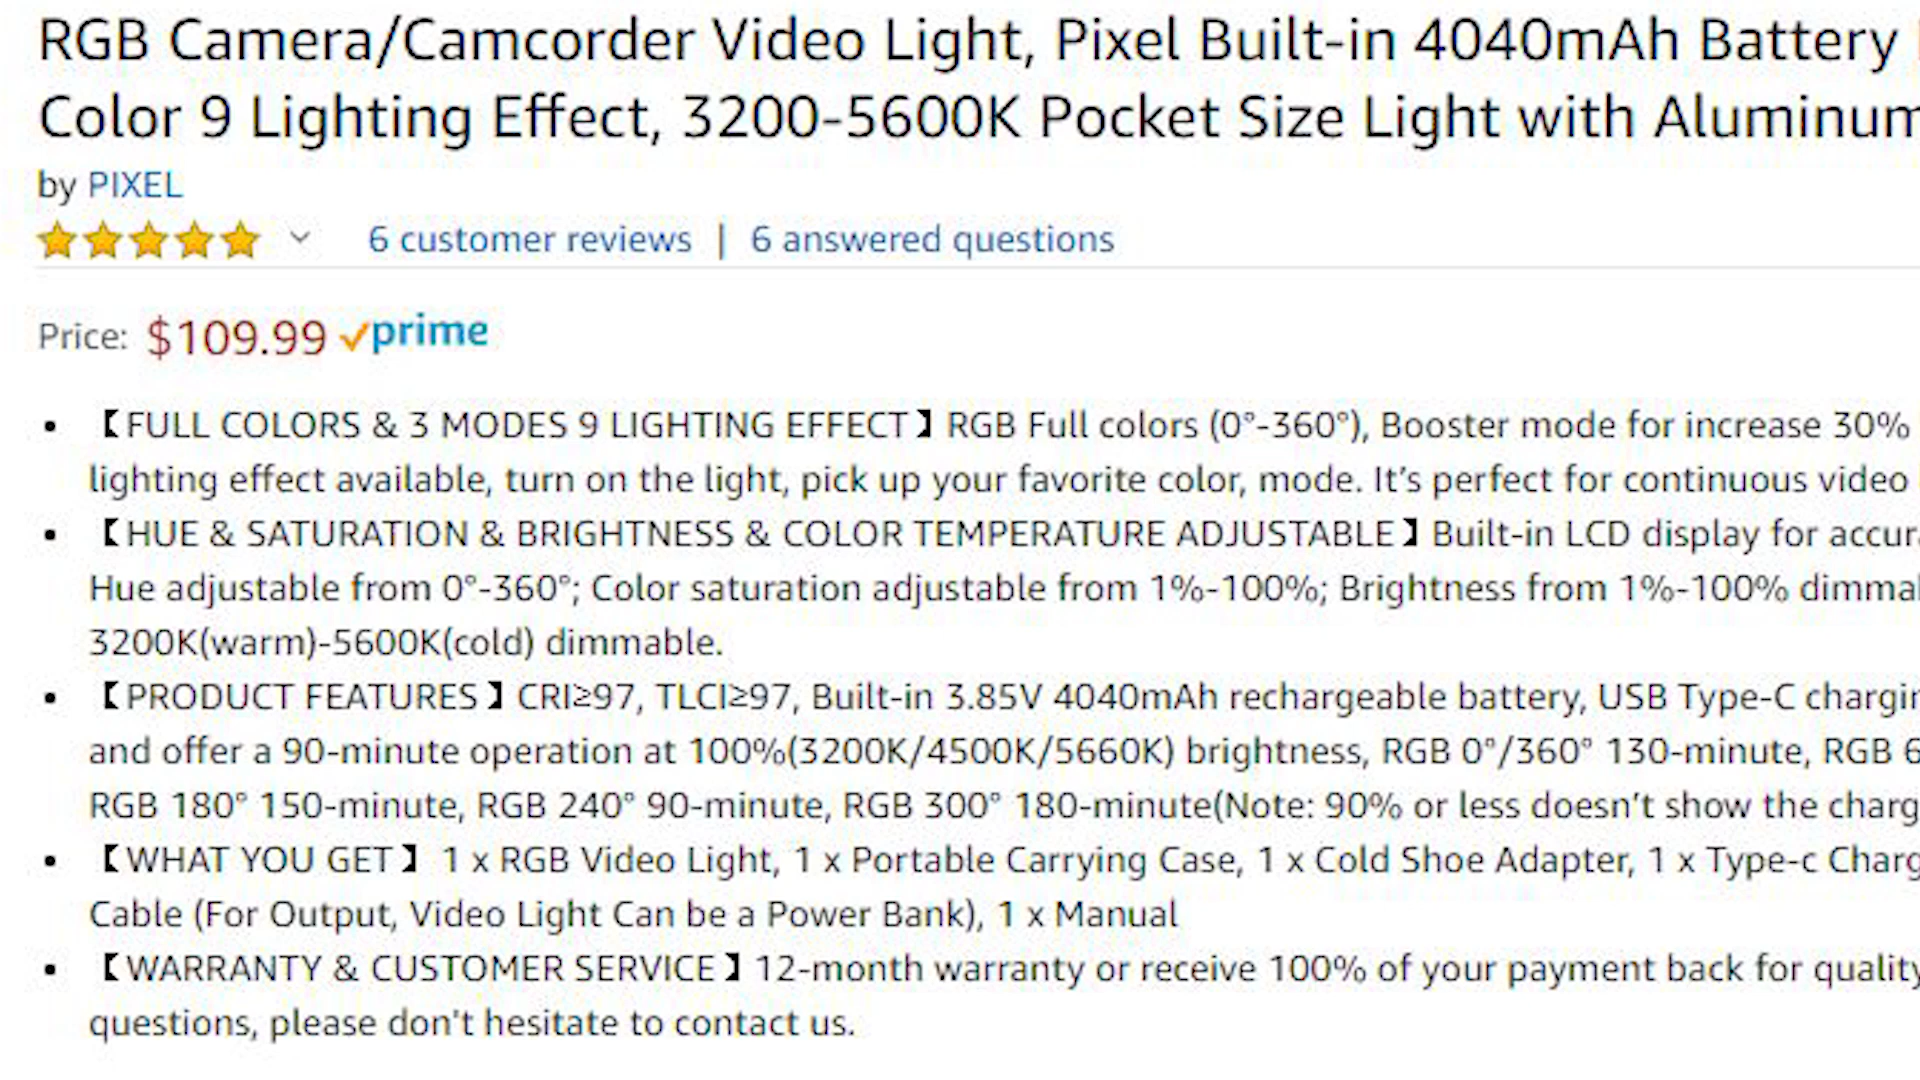 RGB Camera/Camcorder Video Light, Pixel Built-in 4040mAh Battery
Color 9 Lighting Effect, 3200-5600K Pocket Size Light with Aluminum
by PIXEL
6 customer reviews | 6 answered questions
Price: $109.99 prime
• 【FULL COLORS & 3 MODES 9 LIGHTING EFFECT】RGB Full colors (0°-360°), Booster mode for increase 30%
lighting effect available, turn on the light, pick up your favorite color, mode. It’s perfect for continuous video
• 【HUE & SATURATION & BRIGHTNESS & COLOR TEMPERATURE ADJUSTABLE】Built-in LCD display for
Hue adjustable from 0°-360°; Color saturation adjustable from 1%-100%; Brightness from 1%-100%
3200K(warm)-5600K(cold) dimmable.
• 【PRODUCT FEATURES】CRI≥97, TLCI≥97, Built-in 3.85V 4040mAh rechargeable battery, USB Type-C
and offer a 90-minute operation at 100%(3200K/4500K/5660K) brightness, RGB 0°/360° 130-minute, RGB 6
RGB 180° 150-minute, RGB 240° 90-minute, RGB 300° 180-minute(Note: 90% or less doesn’t show the
• 【WHAT YOU GET】 1 x RGB Video Light, 1 x Portable Carrying Case, 1 x Cold Shoe Adapter, 1 x Type-c
Cable (For Output, Video Light Can be a Power Bank), 1 x Manual
• 【WARRANTY & CUSTOMER SERVICE】12-month warranty or receive 100% of your payment back for quality
questions, please don't hesitate to contact us.